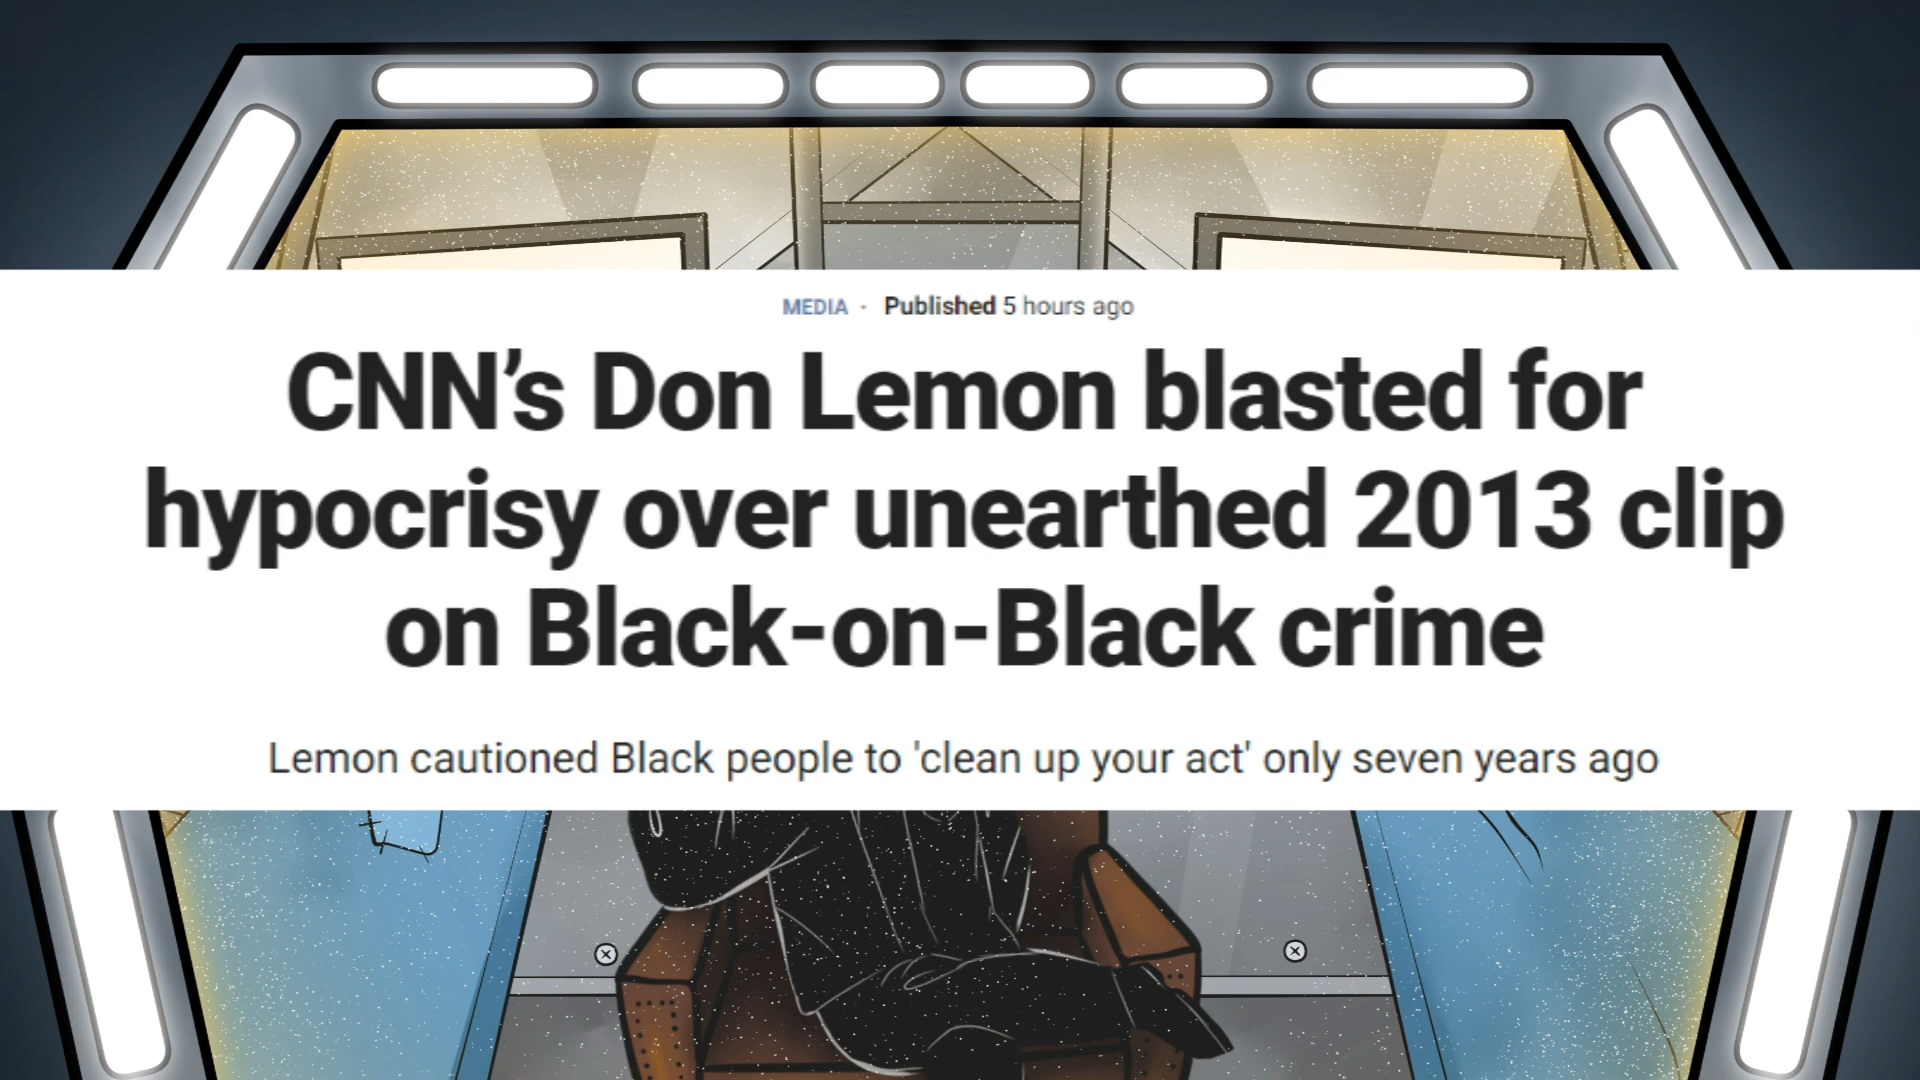 MEDIA · Published 5 hours ago
CNN’s Don Lemon blasted for
hypocrisy over unearthed 2013 clip
on Black-on-Black crime
Lemon cautioned Black people to 'clean up your act' only seven years ago